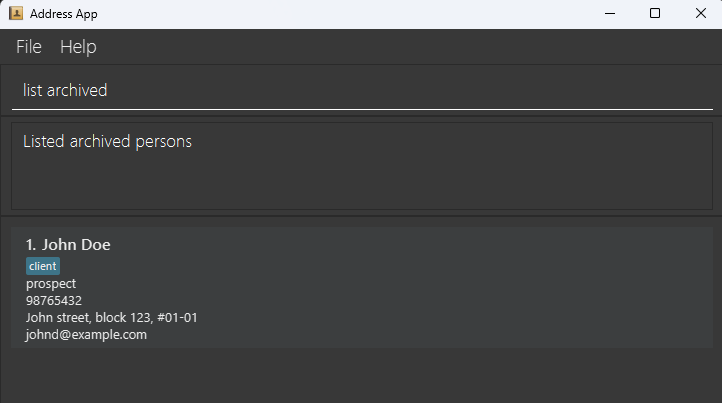 Address App
File Help
list archived
Listed archived persons
1. John Doe
client
prospect
98765432
John street, block 123, #01-01
johnd@example.com